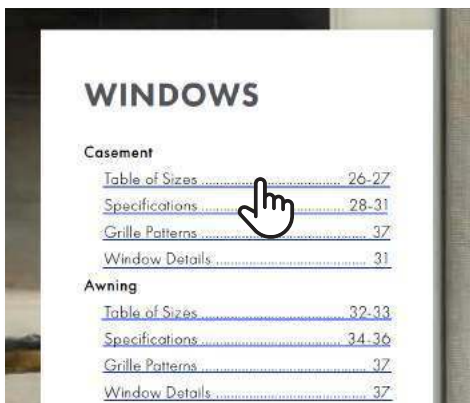 WINDOWS
Casement
Table of Sizes ........................................ 26-27
Specifications ........................................ 28-31
Grille Patterns ........................................ 37
Window Details ........................................ 31
Awning
Table of Sizes ........................................ 32-33
Specifications ........................................ 34-36
Grille Patterns ........................................ 37
Window Details ........................................ 37